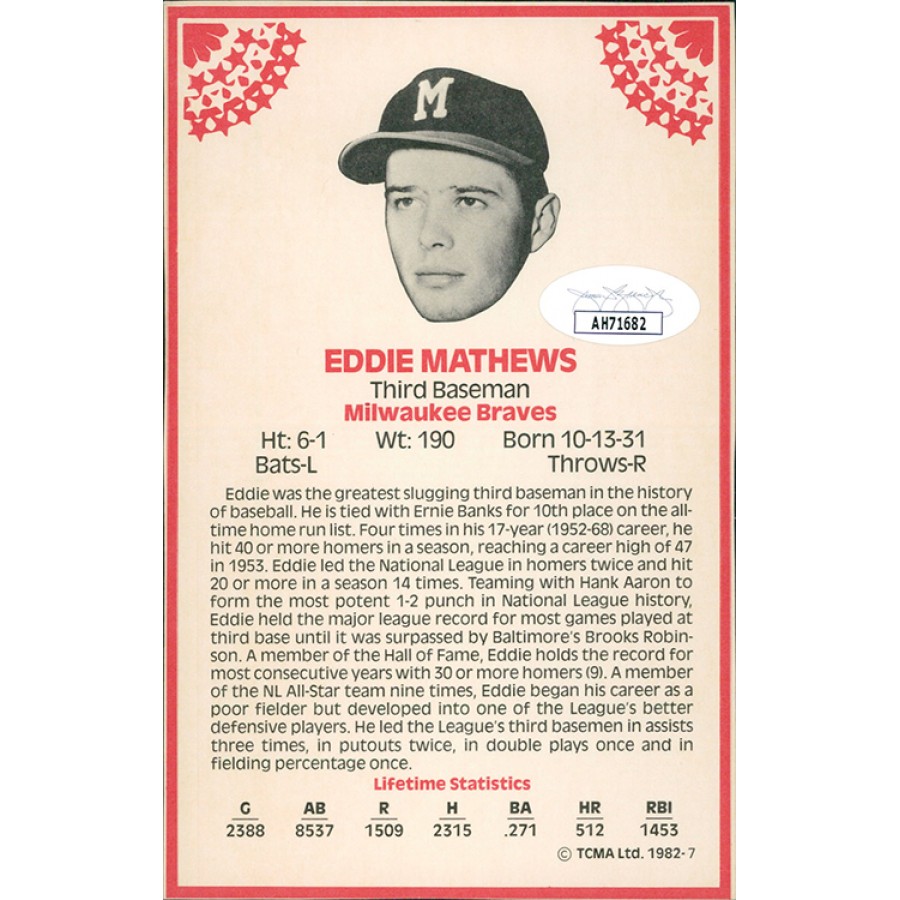 M
AH71682
EDDIE MATHEWS
Third Baseman
Milwaukee Braves
Ht: 6-1 Wt: 190 Born 10-13-31
Bats-L Throws-R
Eddie was the greatest slugging third baseman in the history
of baseball. He is tied with Ernie Banks for 10th place on the all-
time home run list. Four times in his 17-year (1952-68) career, he
hit 40 or more homers in a season, reaching a career high of 47
in 1953. Eddie led the National League in homers twice and hit
20 or more in a season 14 times. Teaming with Hank Aaron to
form the most potent 1-2 punch in National League history,
Eddie held the major league record for most games played at
third base until it was surpassed by Baltimore's Brooks Robin-
son. A member of the Hall of Fame, Eddie holds the record for
most consecutive years with 30 or more homers (9). A member
of the NL All-Star team nine times, Eddie began his career as a
poor fielder but developed into one of the League's better
defensive players. He led the League's third basemen in assists
three times, in putouts twice, in double plays once and in
fielding percentage once.
Lifetime Statistics
G AB R H BA HR RBI
2388 8537 1509 2315 .271 512 1453
© TCMA Ltd. 1982-7